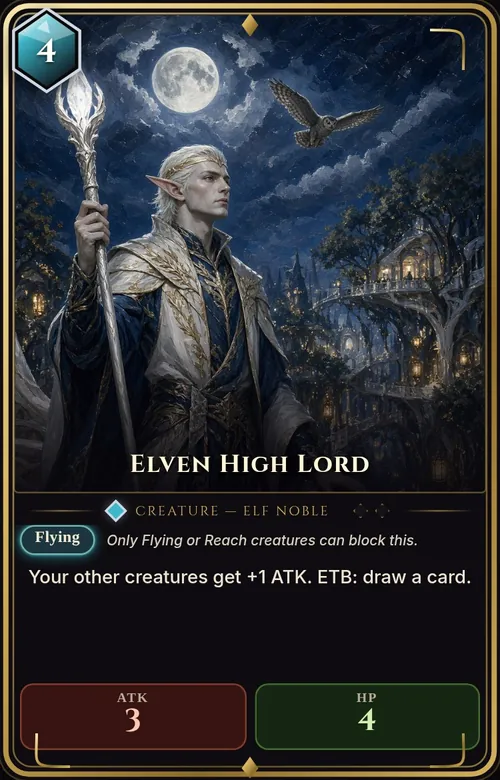 4
Elven High Lord
CREATURE — ELF NOBLE
Flying Only Flying or Reach creatures can block this.
Your other creatures get +1 ATK. ETB: draw a card.
ATK
3
HP
4